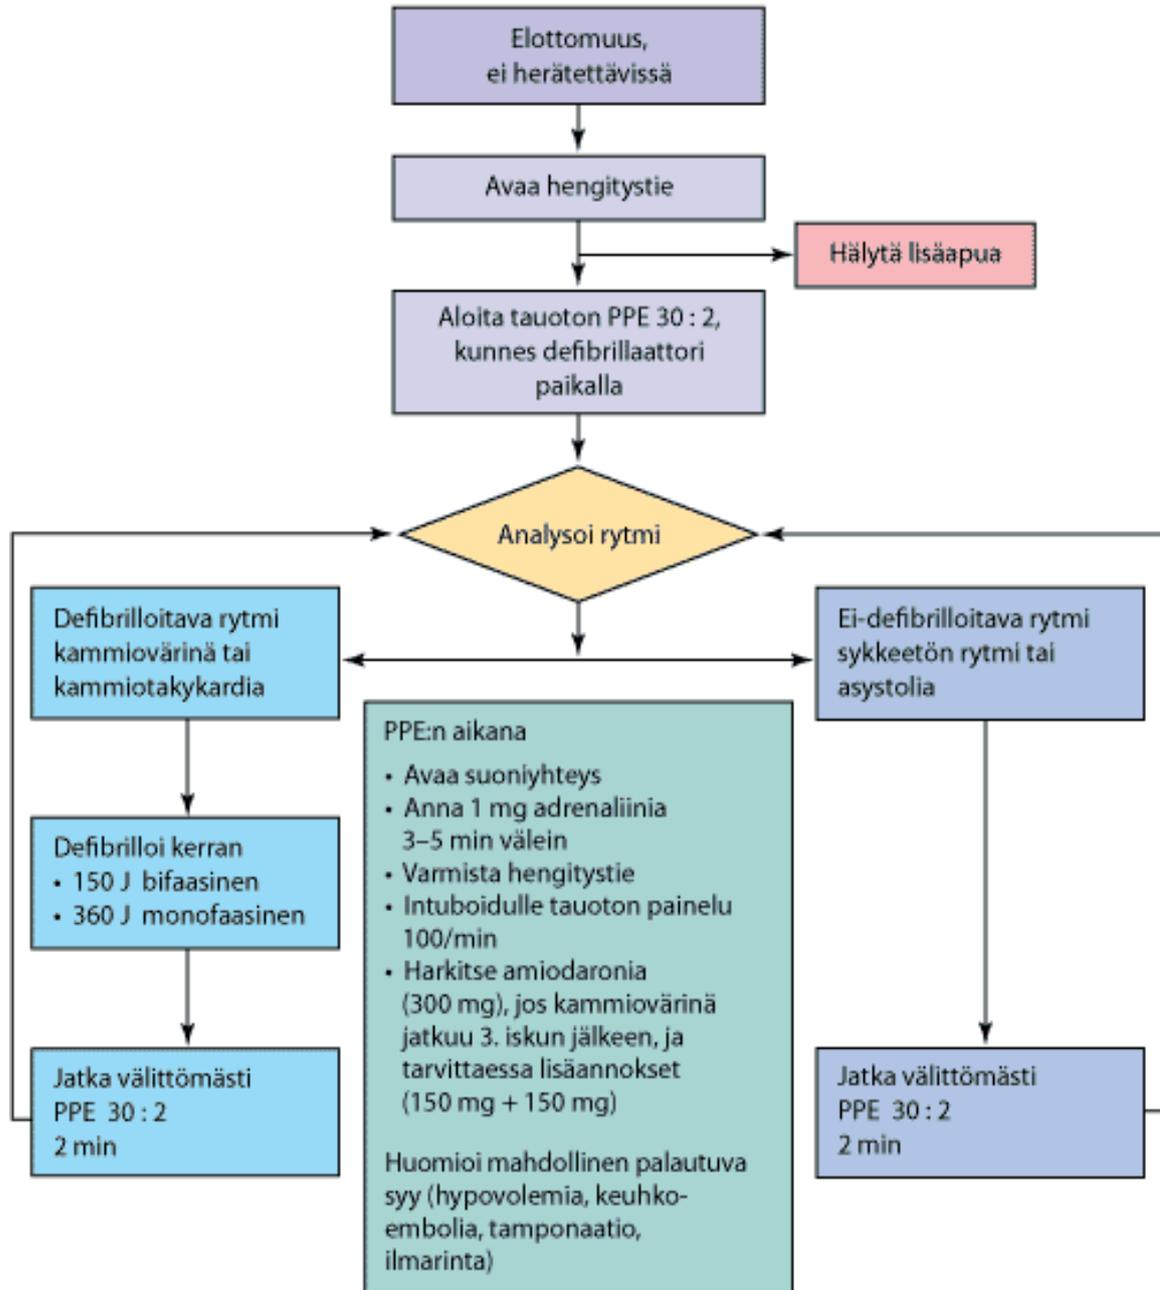 Elottomuus,
ei herätettävissä
Avaa hengitystie
Hälytä lisäapua
Aloita tauoton PPE 30 : 2,
kunnes defibrillaattori
paikalla
Analysoi rytmi
Defibrilloitava rytmi
kammiovärinä tai
kammiotakykardia
Ei-defibrilloitava rytmi
sykkeetön rytmi tai
asystolia
Defibrilloi kerran
• 150 J bifaasinen
• 360 J monofaasinen
Jatka välittömästi
PPE 30 : 2
2 min
PPE:n aikana
• Avaa suoniyhteys
• Anna 1 mg adrenaliinia
3–5 min välein
• Varmista hengitystie
• Intuboidulle tauoton painelu
100/min
• Harkitse amiodaronia
(300 mg), jos kammiovärinä
jatkuu 3. iskun jälkeen, ja
tarvittaessa lisäannokset
(150 mg + 150 mg)
Huomioi mahdollinen palautuva
syy (hypovolemia, keuhko-
embolia, tamponaatio,
ilmarinta)
Jatka välittömästi
PPE 30 : 2
2 min